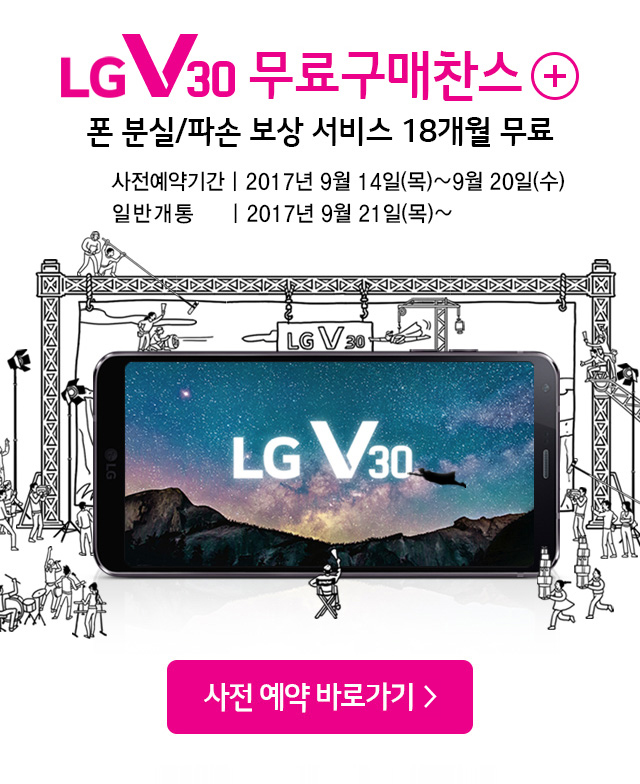 LG V30 무료구매찬스 +
폰 분실/파손 보상 서비스 18개월 무료
사전예약기간 | 2017년 9월 14일(목)~9월 20일(수)
일반개통 | 2017년 9월 21일(목)~
LG V30
LG V30
LG
사전 예약 바로가기 >